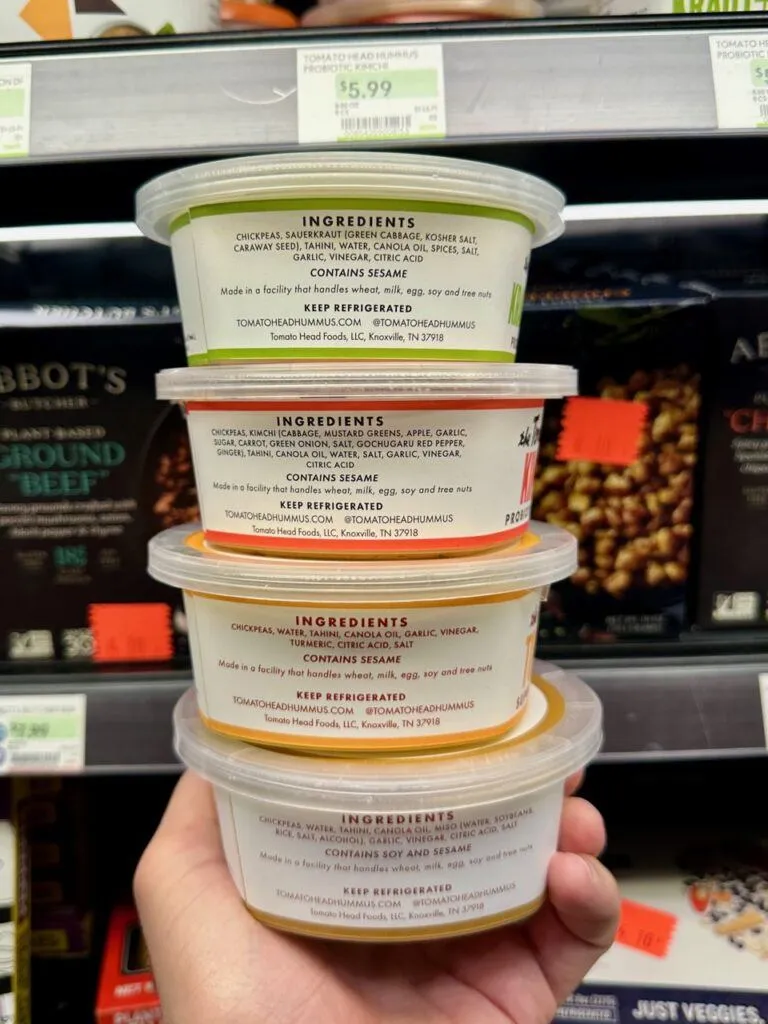 TOMATO HEAD HUMMUS
PROBIOTIC KIMCHI
$5.99
TOMATO
PROBIOTIC
INGREDIENTS
CHICKPEAS, SAUERKRAUT (GREEN CABBAGE, KOSHER SALT,
CARAWAY SEED), TAHINI, WATER, CANOLA OIL, SPICES, SALT,
GARLIC, VINEGAR, CITRIC ACID
CONTAINS SESAME
Made in a facility that handles wheat, milk, egg, soy and tree nuts
KEEP REFRIGERATED
TOMATOHEADHUMMUS.COM @TOMATOHEADHUMMUS
Tomato Head Foods, LLC, Knoxville, TN 37918
INGREDIENTS
CHICKPEAS, KIMCHI (CABBAGE, MUSTARD GREENS, APPLE, GARLIC,
SUGAR, CARROT, GREEN ONION, SALT, GOCHUGARU RED PEPPER,
GINGER), TAHINI, CANOLA OIL, WATER, SALT, GARLIC, VINEGAR,
CITRIC ACID
CONTAINS SESAME
Made in a facility that handles wheat, milk, egg, soy and tree nuts
KEEP REFRIGERATED
TOMATOHEADHUMMUS.COM @TOMATOHEADHUMMUS
Tomato Head Foods, LLC, Knoxville, TN 37918
the
INGREDIENTS
CHICKPEAS, WATER, TAHINI, CANOLA OIL, GARLIC, VINEGAR,
TURMERIC, CITRIC ACID, SALT
CONTAINS SESAME
Made in a facility that handles wheat, milk, egg, soy and tree nuts
KEEP REFRIGERATED
TOMATOHEADHUMMUS.COM @TOMATOHEADHUMMUS
Tomato Head Foods, LLC, Knoxville, TN 37918
INGREDIENTS
CHICKPEAS, WATER, TAHINI, CANOLA OIL, MISO (WATER, SOYBEANS,
RICE, SALT, ALCOHOL), GARLIC, VINEGAR, CITRIC ACID, SALT
CONTAINS SOY AND SESAME
Made in a facility that handles wheat, milk, egg, soy and tree nuts
KEEP REFRIGERATED
TOMATOHEADHUMMUS.COM @TOMATOHEADHUMMUS
Tomato Head Foods, LLC, Knoxville, TN 37918
BBOT'S
BUTCHER
PLANT BASED
GROUND
"BEEF"
JUST VEGGIES.